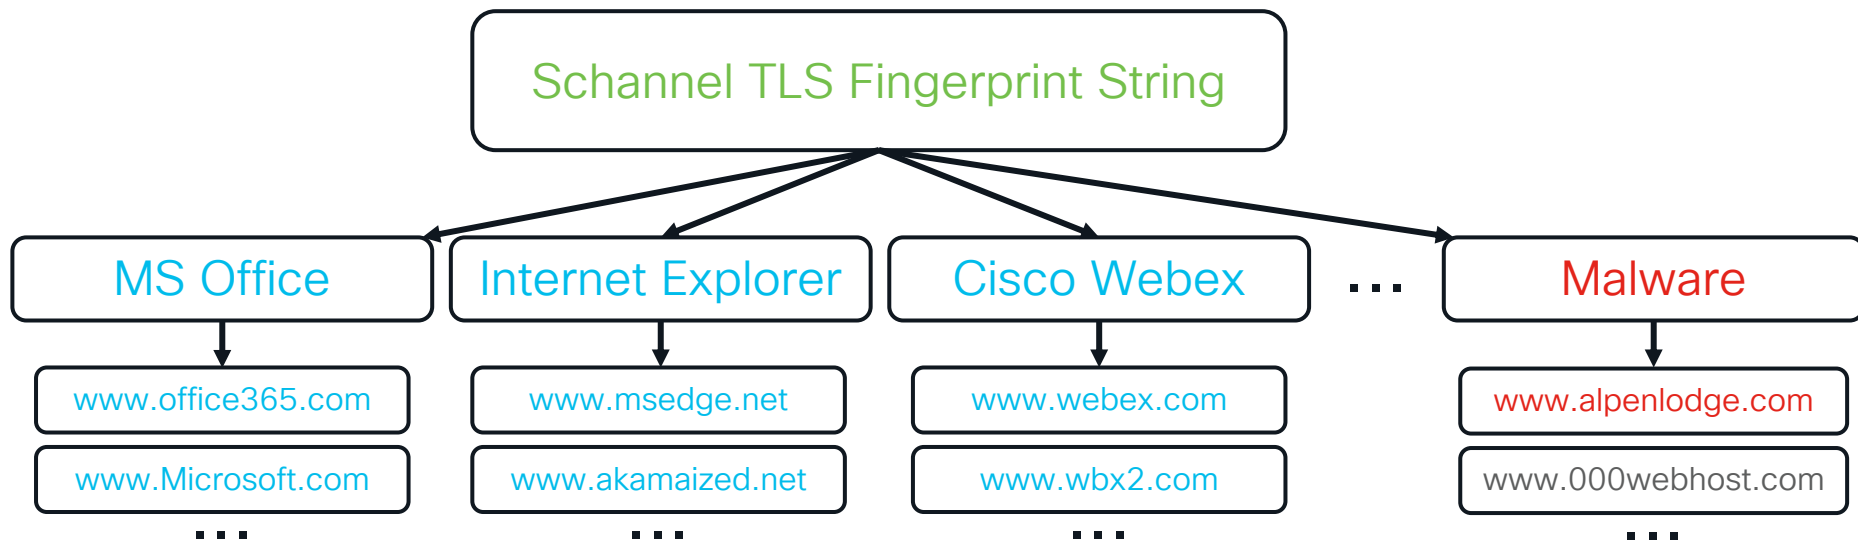 Schannel TLS Fingerprint String
MS Office
Internet Explorer
Cisco Webex
...
Malware
www.office365.com
www.msedge.net
www.webex.com
www.alpenlodge.com
www.Microsoft.com
www.akamaized.net
www.wbx2.com
www.000webhost.com
...
...
...
...